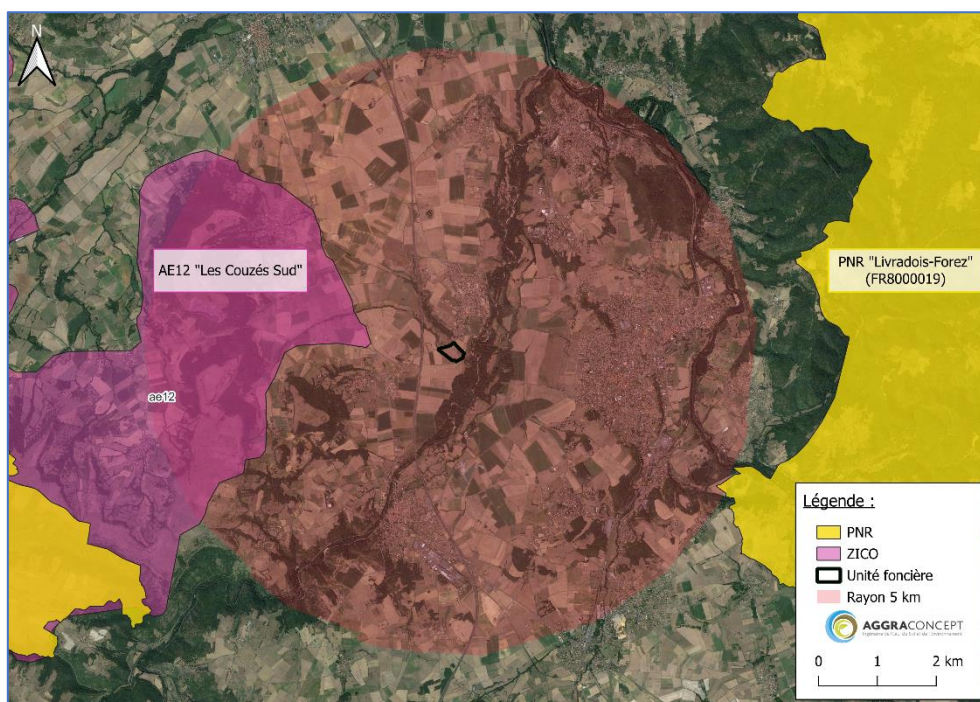 N
AE12 "Les Couzés Sud"
PNR "Livradois-Forez"
(FR8000019)
ae12
Légende :
PNR
ZICO
Unité foncière
Rayon 5 km
AGGRACONCEPT
0 1 2 km